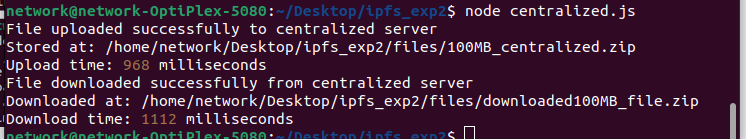 network@network-OptiPlex-5080:~/Desktop/ipfs_exp2$ node centralized.js
File uploaded successfully to centralized server
Stored at: /home/network/Desktop/ipfs_exp2/files/100MB_centralized.zip
Upload time: 968 milliseconds
File downloaded successfully from centralized server
Downloaded at: /home/network/Desktop/ipfs_exp2/files/downloaded100MB_file.zip
Download time: 1112 milliseconds
network@network-OptiPlex-5080:~/Desktop/ipfs_exp2$